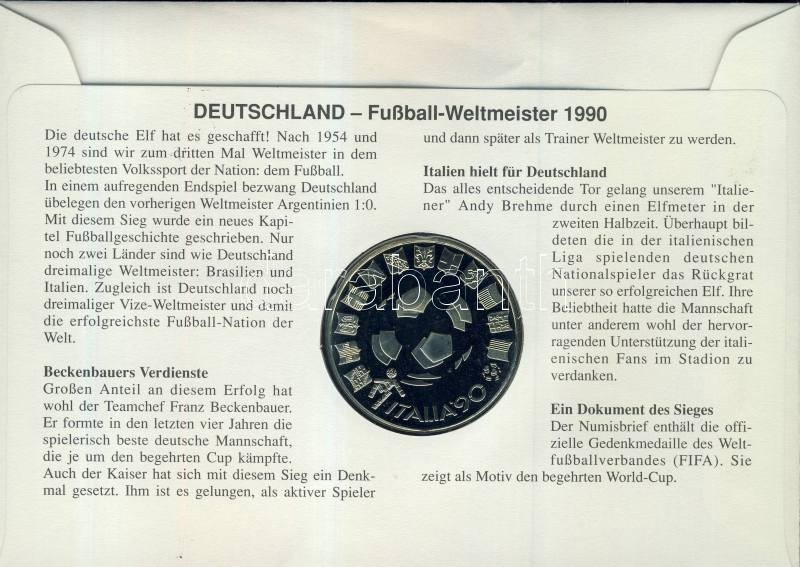 DEUTSCHLAND – Fußball-Weltmeister 1990
Die deutsche Elf hat es geschafft! Nach 1954 und
1974 sind wir zum dritten Mal Weltmeister in dem
beliebtesten Volkssport der Nation: dem Fußball.
In einem aufregenden Endspiel bezwang Deutschland
übelegen den vorherigen Weltmeister Argentinien 1:0.
Mit diesem Sieg wurde ein neues Kapi-
tel Fußballgeschichte geschrieben. Nur
noch zwei Länder sind wie Deutschland
dreimalige Weltmeister: Brasilien und
Italien. Zugleich ist Deutschland noch
dreimaliger Vize-Weltmeister und damit
die erfolgreichste Fußball-Nation der
Welt.
Beckenbauers Verdienste
Großen Anteil an diesem Erfolg hat
wohl der Teamchef Franz Beckenbauer.
Er formte in den letzten vier Jahren die
spielerisch beste deutsche Mannschaft,
die je um den begehrten Cup kämpfte.
Auch der Kaiser hat sich mit diesem Sieg ein Denk-
mal gesetzt. Ihm ist es gelungen, als aktiver Spieler
und dann später als Trainer Weltmeister zu werden.
Italien hielt für Deutschland
Das alles entscheidende Tor gelang unserem "Italie-
ner" Andy Brehme durch einen Elfmeter in der
zweiten Halbzeit. Überhaupt bil-
deten die in der italienischen
Liga spielenden deutschen
Nationalspieler das Rückgrat
unserer so erfolgreichen Elf. Ihre
Beliebtheit hatte die Mannschaft
unter anderem wohl der hervor-
ragenden Unterstützung der itali-
enischen Fans im Stadion zu
verdanken.
Ein Dokument des Sieges
Der Numisbrief enthält die offi-
zielle Gedenkmedaille des Welt-
fußballverbandes (FIFA). Sie
zeigt als Motiv den begehrten World-Cup.
ITALIA'90
darabanth